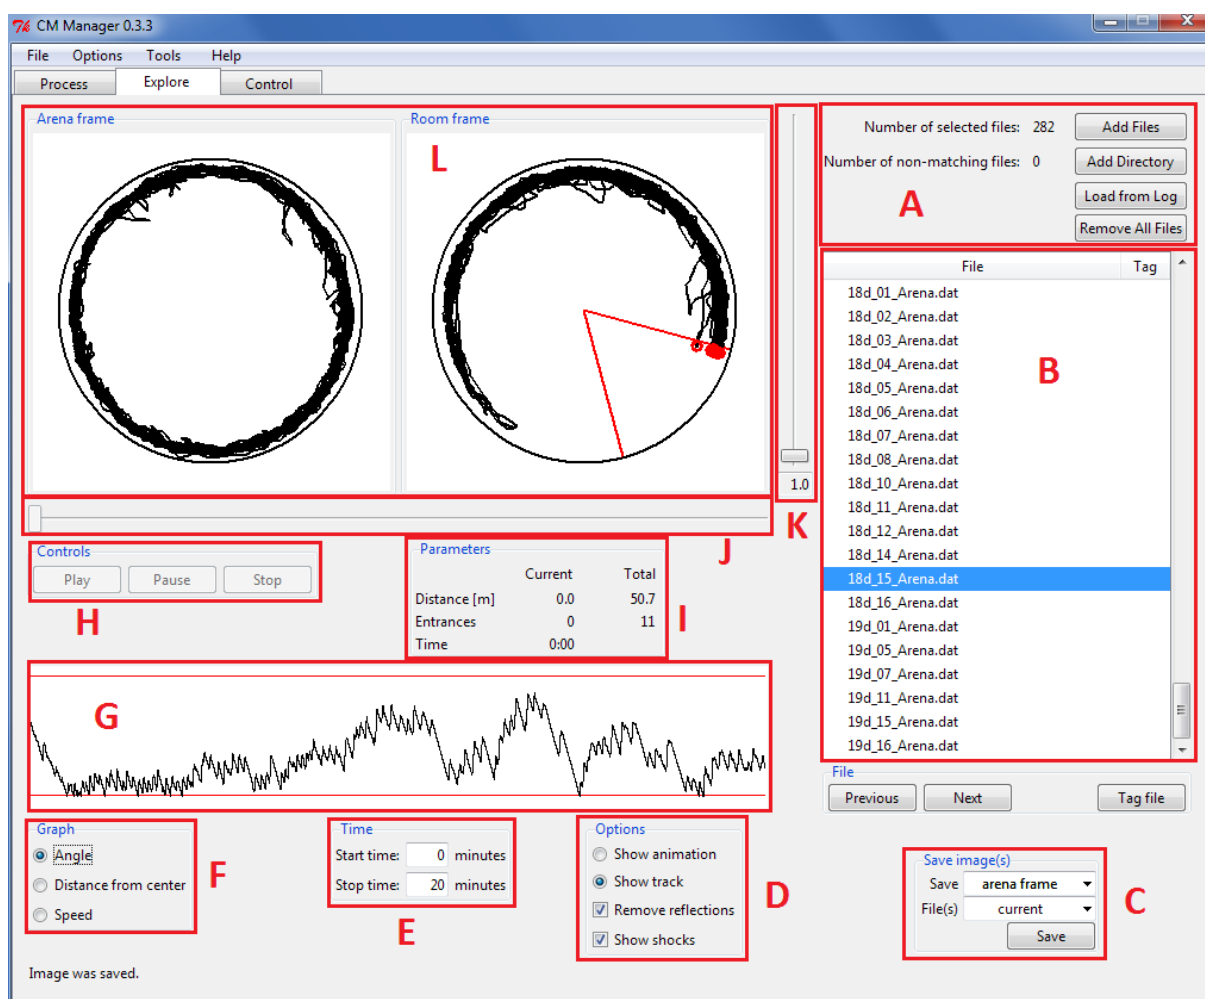 CM Manager 0.3.3
File Options Tools Help
Process Explore Control
Arena frame
Room frame
L
K
1.0
J
Number of selected files: 282 Add Files
Number of non-matching files: 0 Add Directory
Load from Log
Remove All Files
A
File Tag
18d_01_Arena.dat
18d_02_Arena.dat
18d_03_Arena.dat
18d_04_Arena.dat
18d_05_Arena.dat
18d_06_Arena.dat
18d_07_Arena.dat
18d_08_Arena.dat
18d_10_Arena.dat
18d_11_Arena.dat
18d_12_Arena.dat
18d_14_Arena.dat
18d_15_Arena.dat
18d_16_Arena.dat
19d_01_Arena.dat
19d_05_Arena.dat
19d_07_Arena.dat
19d_11_Arena.dat
19d_15_Arena.dat
19d_16_Arena.dat
B
File
Previous Next Tag file
Controls
Play Pause Stop
H
Parameters
Current Total
Distance [m] 0.0 50.7
Entrances 0 11
Time 0:00
I
G
Graph
Angle
Distance from center
Speed
F
Time
Start time: 0 minutes
Stop time: 20 minutes
E
Options
Show animation
Show track
Remove reflections
Show shocks
D
Save image(s)
Save arena frame
File(s) current
Save
C
Image was saved.